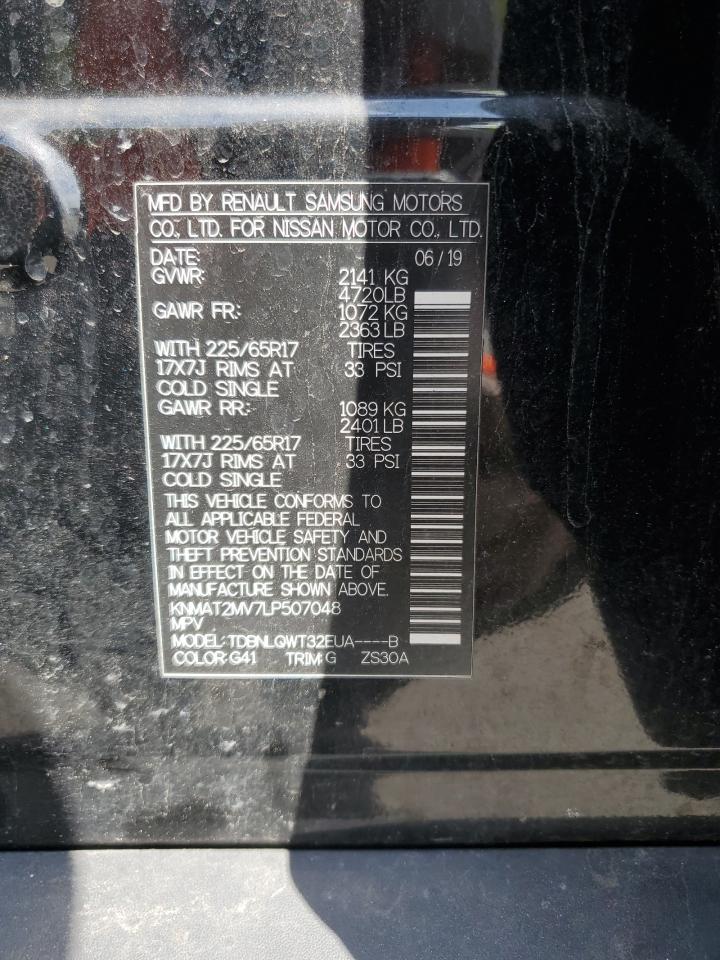 MFD BY RENAULT SAMSUNG MOTORS
CO., LTD. FOR NISSAN MOTOR CO., LTD.
DATE: 06/19
GVWR: 2141 KG
4720LB
GAWR FR: 1072 KG
2363 LB
WITH 225/65R17 TIRES
17X7J RIMS AT 33 PSI
COLD SINGLE
GAWR RR: 1089 KG
2401 LB
WITH 225/65R17 TIRES
17X7J RIMS AT 33 PSI
COLD SINGLE
THIS VEHICLE CONFORMS TO
ALL APPLICABLE FEDERAL
MOTOR VEHICLE SAFETY AND
THEFT PREVENTION STANDARDS
IN EFFECT ON THE DATE OF
MANUFACTURE SHOWN ABOVE.
KNMAT2MV7LP507048
MPV
MODEL: TDBNLQWT32EUA----B
COLOR: G41 TRIM: G ZS30A